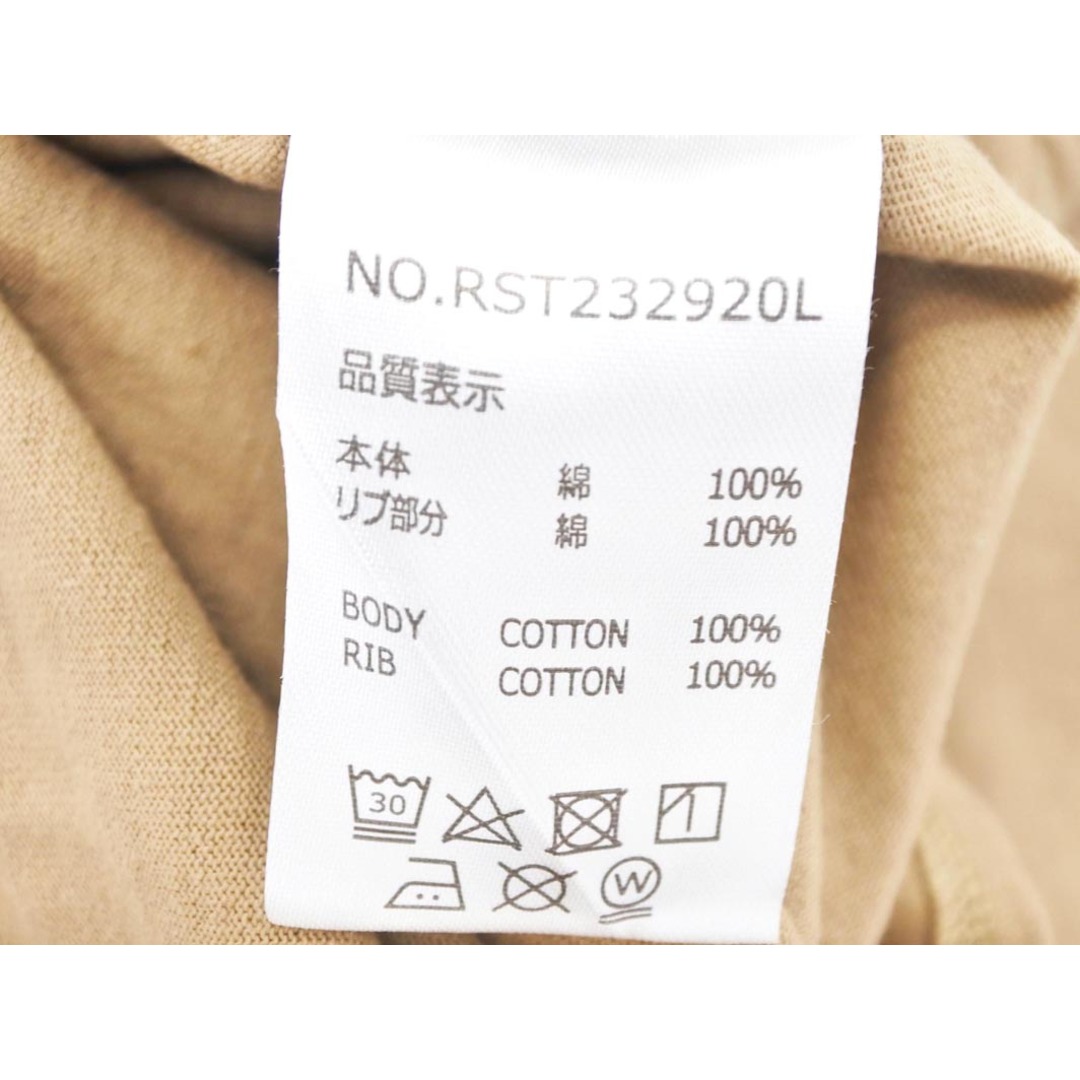 NO.RST232920L
品質表示
本体 綿 100%
リブ部分 綿 100%
BODY COTTON 100%
RIB COTTON 100%
30
W